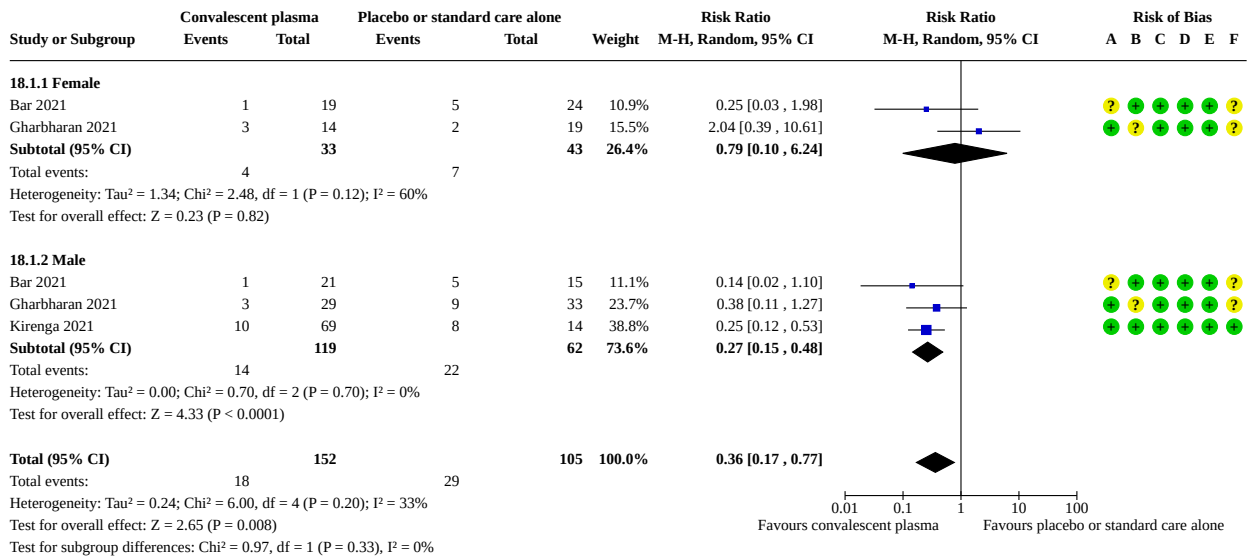 Convalescent plasma Placebo or standard care alone Risk Ratio Risk Ratio Risk of Bias
Study or Subgroup Events Total Events Total Weight M-H, Random, 95% CI M-H, Random, 95% CI A B C D E F
18.1.1 Female
Bar 2021 1 19 5 24 10.9% 0.25 [0.03 , 1.98] ? + + + + ?
Gharbharan 2021 3 14 2 19 15.5% 2.04 [0.39 , 10.61] + ? + + + ?
Subtotal (95% CI) 33 43 26.4% 0.79 [0.10 , 6.24]
Total events: 4 7
Heterogeneity: Tau² = 1.34; Chi² = 2.48, df = 1 (P = 0.12); I² = 60%
Test for overall effect: Z = 0.23 (P = 0.82)
18.1.2 Male
Bar 2021 1 21 5 15 11.1% 0.14 [0.02 , 1.10] ? + + + + ?
Gharbharan 2021 3 29 9 33 23.7% 0.38 [0.11 , 1.27] + ? + + + ?
Kirenga 2021 10 69 8 14 38.8% 0.25 [0.12 , 0.53] + + + + + +
Subtotal (95% CI) 119 62 73.6% 0.27 [0.15 , 0.48]
Total events: 14 22
Heterogeneity: Tau² = 0.00; Chi² = 0.70, df = 2 (P = 0.70); I² = 0%
Test for overall effect: Z = 4.33 (P < 0.0001)
Total (95% CI) 152 105 100.0% 0.36 [0.17 , 0.77]
Total events: 18 29
Heterogeneity: Tau² = 0.24; Chi² = 6.00, df = 4 (P = 0.20); I² = 33%
0.01 0.1 1 10 100
Test for overall effect: Z = 2.65 (P = 0.008) Favours convalescent plasma Favours placebo or standard care alone
Test for subgroup differences: Chi² = 0.97, df = 1 (P = 0.33), I² = 0%